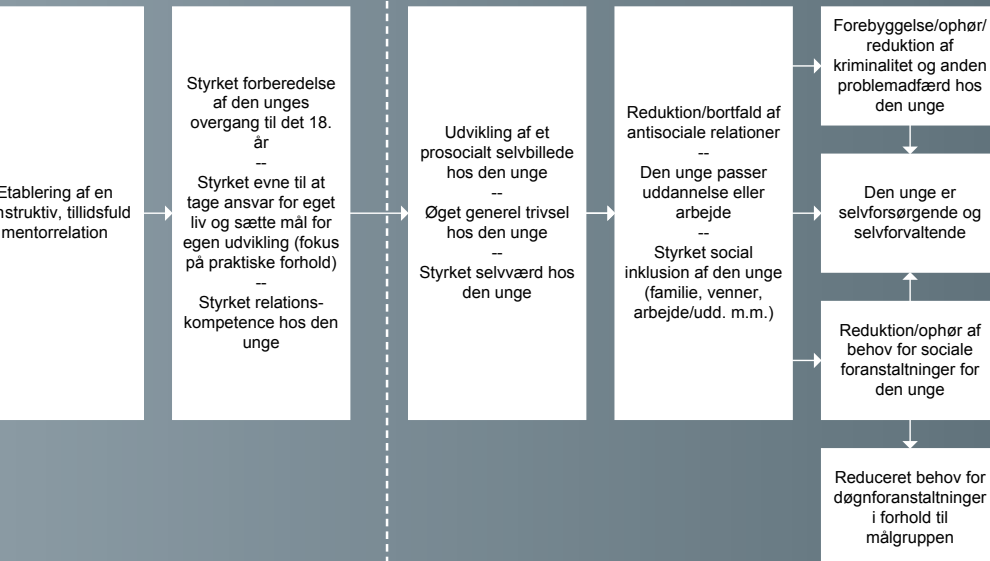 Etablering af en
nstruktiv, tillidsfuld
mentorrelation
Styrket forberedelse
af den unges
overgang til det 18.
år
--
Styrket evne til at
tage ansvar for eget
liv og sætte mål for
egen udvikling (fokus
på praktiske forhold)
--
Styrket relations-
kompetence hos den
unge
Udvikling af et
prosocialt selvbillede
hos den unge
--
Øget generel trivsel
hos den unge
--
Styrket selvværd hos
den unge
Reduktion/bortfald af
antisociale relationer
--
Den unge passer
uddannelse eller
arbejde
--
Styrket social
inklusion af den unge
(familie, venner,
arbejde/udd. m.m.)
Forebyggelse/ophør/
reduktion af
kriminalitet og anden
problemadfærd hos
den unge
Den unge er
selvforsørgende og
selvforvaltende
Reduktion/ophør af
behov for sociale
foranstaltninger for
den unge
Reduceret behov for
døgnforanstaltninger
i forhold til
målgruppen